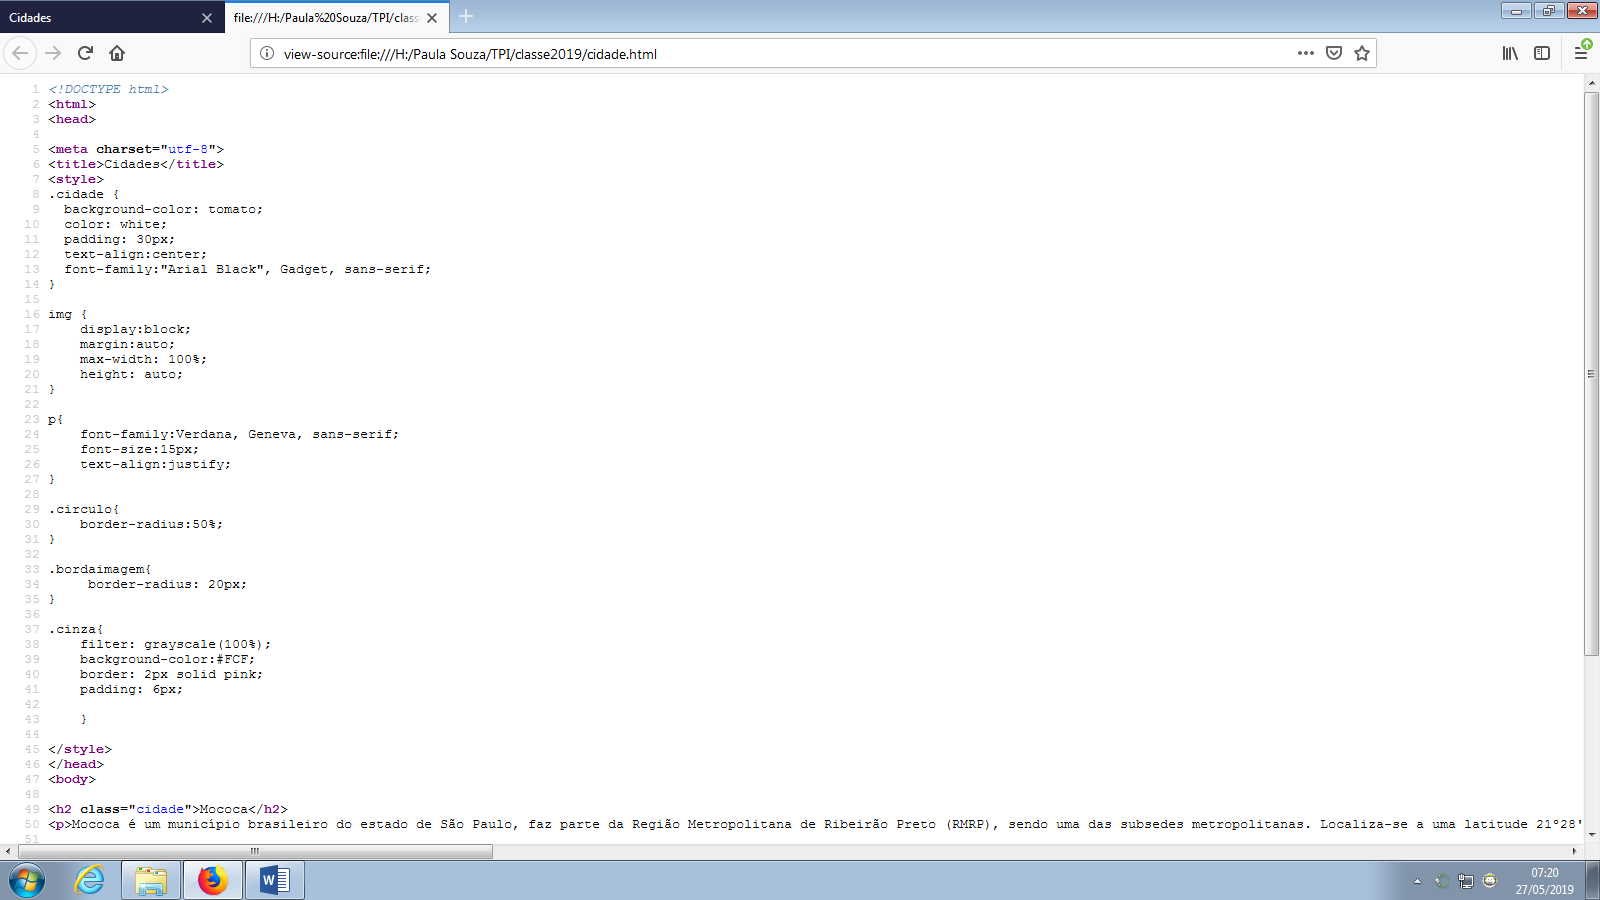 Cidades
file:///H:/Paula%20Souza/TPI/class
view-source:file:///H:/Paula Souza/TPI/classe2019/cidade.html
1 <!DOCTYPE html>
2 <html>
3 <head>
4
5 <meta charset="utf-8">
6 <title>Cidades</title>
7 <style>
8 .cidade {
9 background-color: tomato;
10 color: white;
11 padding: 30px;
12 text-align:center;
13 font-family:"Arial Black", Gadget, sans-serif;
14 }
15
16 img {
17 display:block;
18 margin:auto;
19 max-width: 100%;
20 height: auto;
21 }
22
23 p{
24 font-family:Verdana, Geneva, sans-serif;
25 font-size:15px;
26 text-align:justify;
27 }
28
29 .circulo{
30 border-radius:50%;
31 }
32
33 .bordaimagem{
34 border-radius: 20px;
35 }
36
37 .cinza{
38 filter: grayscale(100%);
39 background-color:#FCF;
40 border: 2px solid pink;
41 padding: 6px;
42
43 }
44
45 </style>
46 </head>
47 <body>
48
49 <h2 class="cidade">Mococa</h2>
50 <p>Mococa é um município brasileiro do estado de São Paulo, faz parte da Região Metropolitana de Ribeirão Preto (RMRP), sendo uma das subsedes metropolitanas. Localiza-se a uma latitude 21º28'
51
07:20
27/05/2019